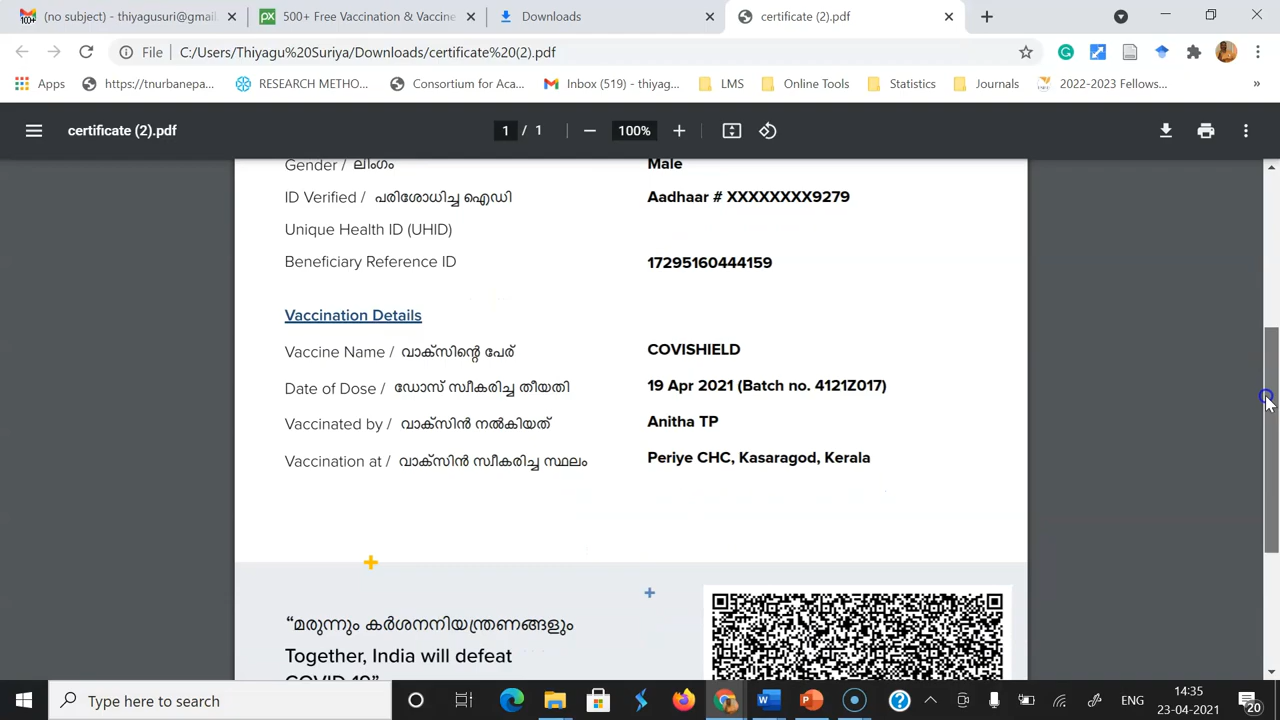 (no subject) - thiyagusuri@gmail.
500+ Free Vaccination & Vaccine
Downloads
certificate (2).pdf
File C:/Users/Thiyagu%20Suriya/Downloads/certificate%20(2).pdf
Apps https://tnurbanepa... RESEARCH METHO... Consortium for Aca... Inbox (519) - thiyag... LMS Online Tools Statistics Journals 2022-2023 Fellows... »
certificate (2).pdf 1 / 1 100%
Gender / ലിംഗം Male
ID Verified / പരിശോധിച്ച ഐഡി Aadhaar # XXXXXXXX9279
Unique Health ID (UHID)
Beneficiary Reference ID 17295160444159
Vaccination Details
Vaccine Name / വാക്സിന്റെ പേര് COVISHIELD
Date of Dose / ഡോസ് സ്വീകരിച്ച തീയതി 19 Apr 2021 (Batch no. 4121Z017)
Vaccinated by / വാക്സിൻ നൽകിയത് Anitha TP
Vaccination at / വാക്സിൻ സ്വീകരിച്ച സ്ഥലം Periye CHC, Kasaragod, Kerala
“മരുന്നും കർശനനിയന്ത്രണങ്ങളും
Together, India will defeat
COVID-19”
Type here to search
ENG
14:35
23-04-2021
20